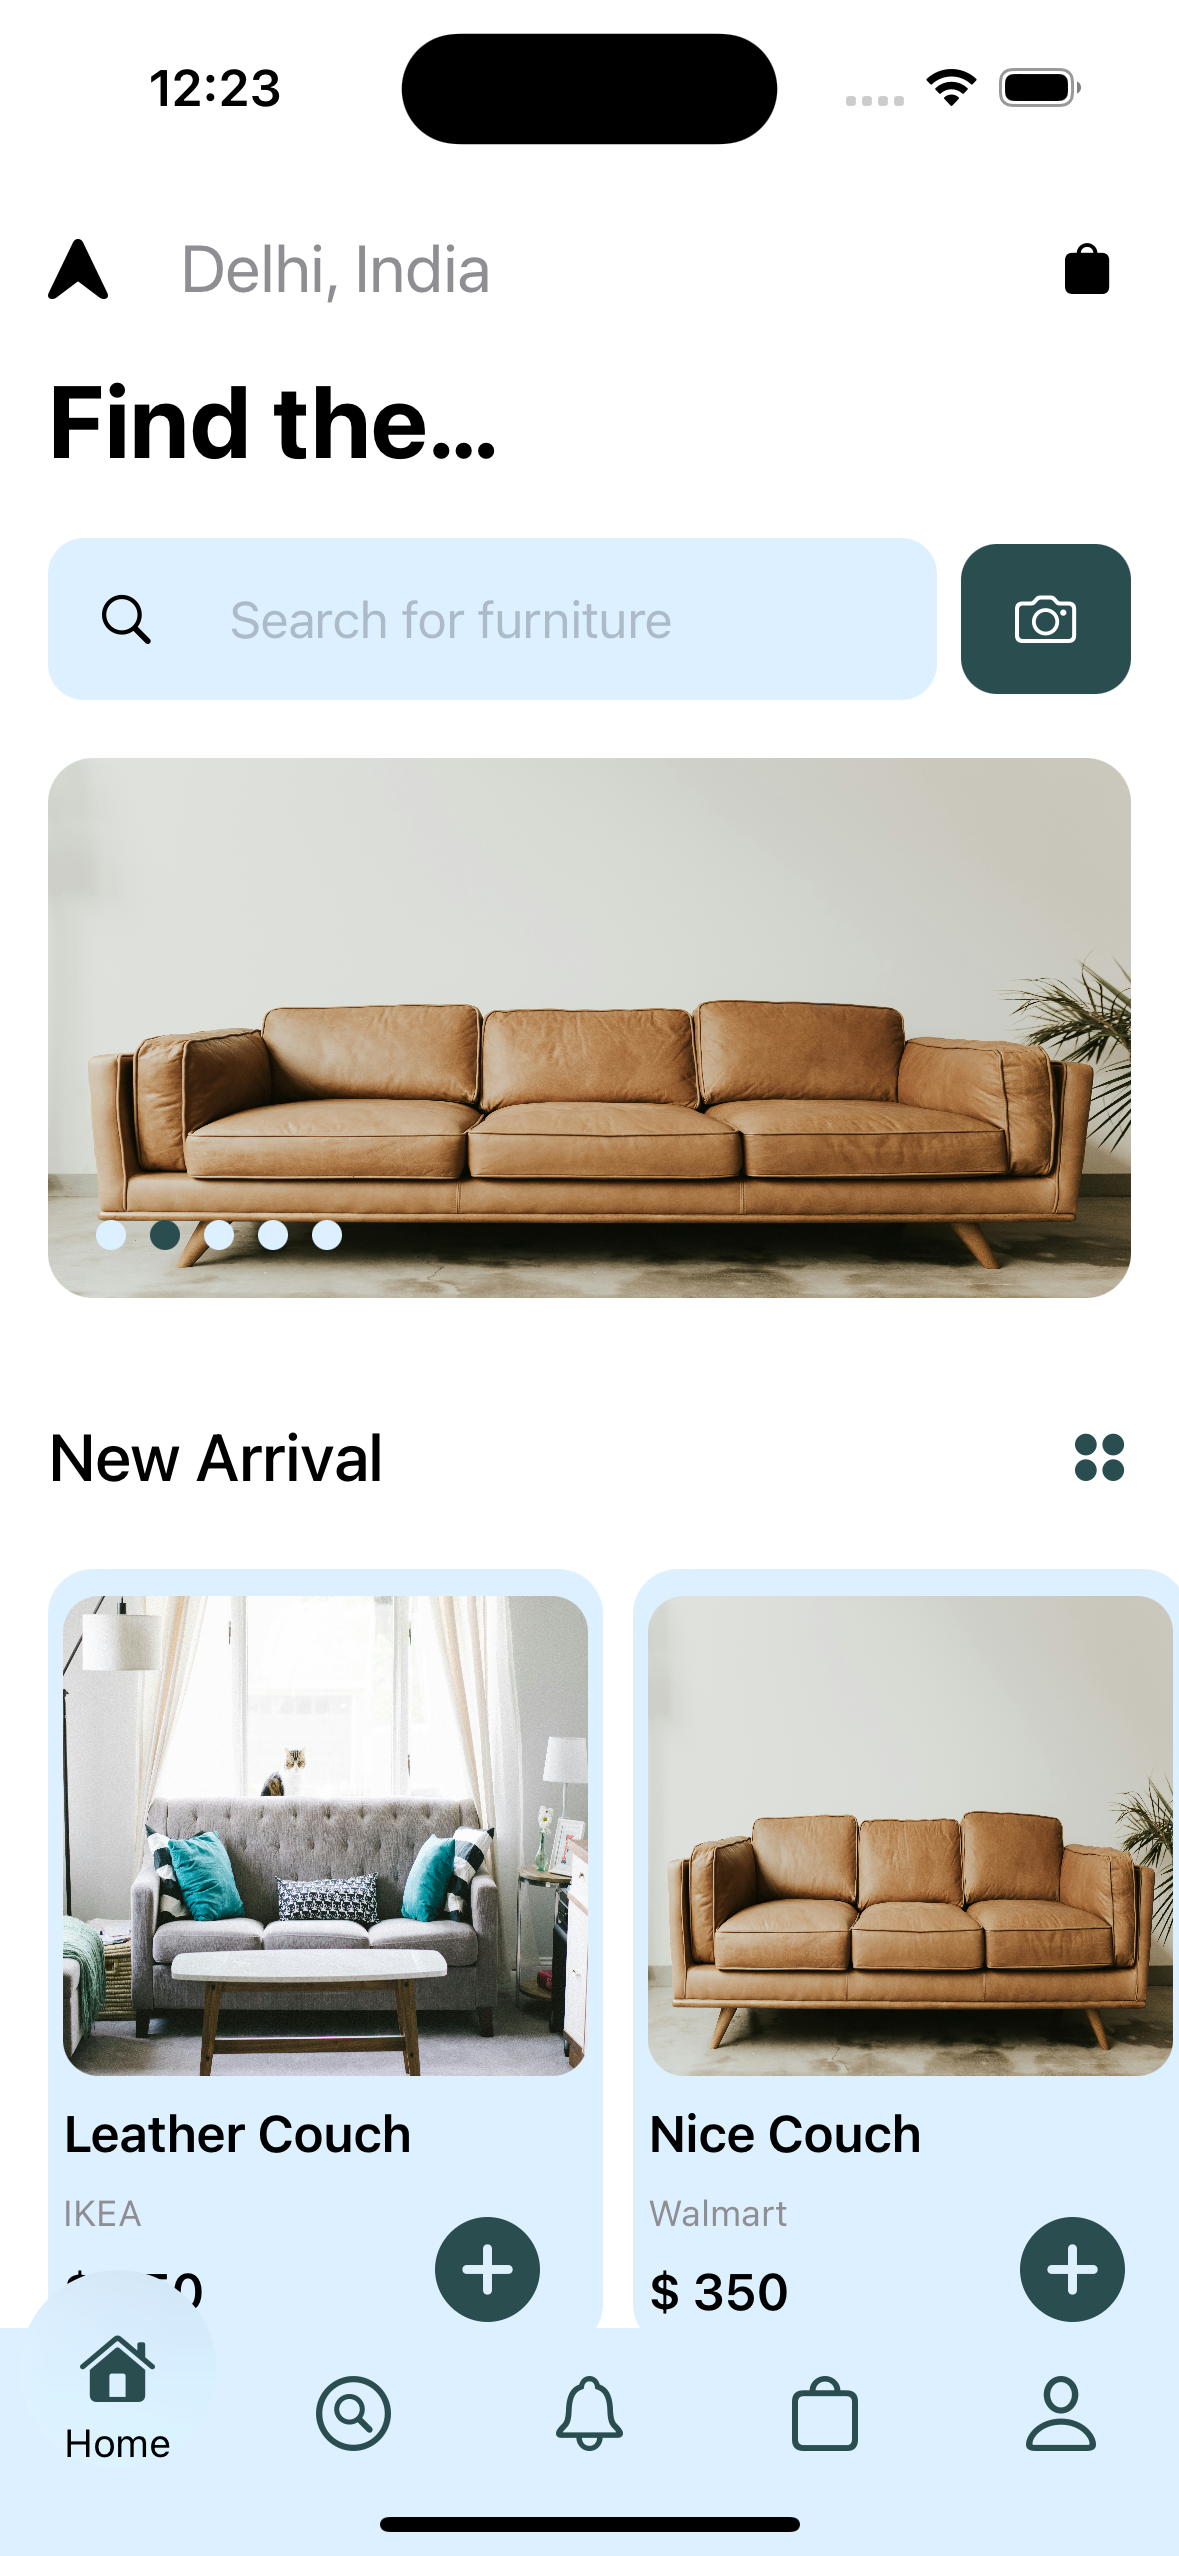 12:23
Delhi, India
Find the...
Search for furniture
New Arrival
Leather Couch
Nice Couch
IKEA
Walmart
$ 350
Home